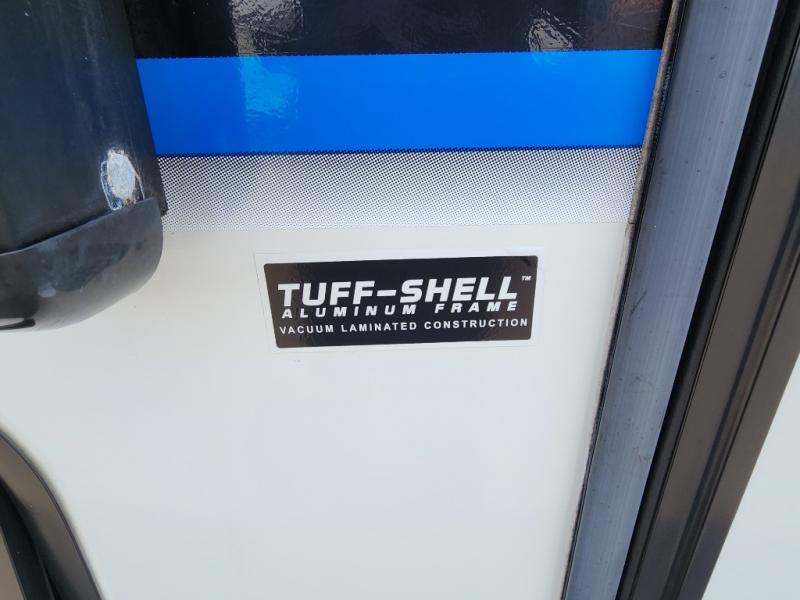 TUFF-SHELL™
ALUMINUM FRAME
VACUUM LAMINATED CONSTRUCTION